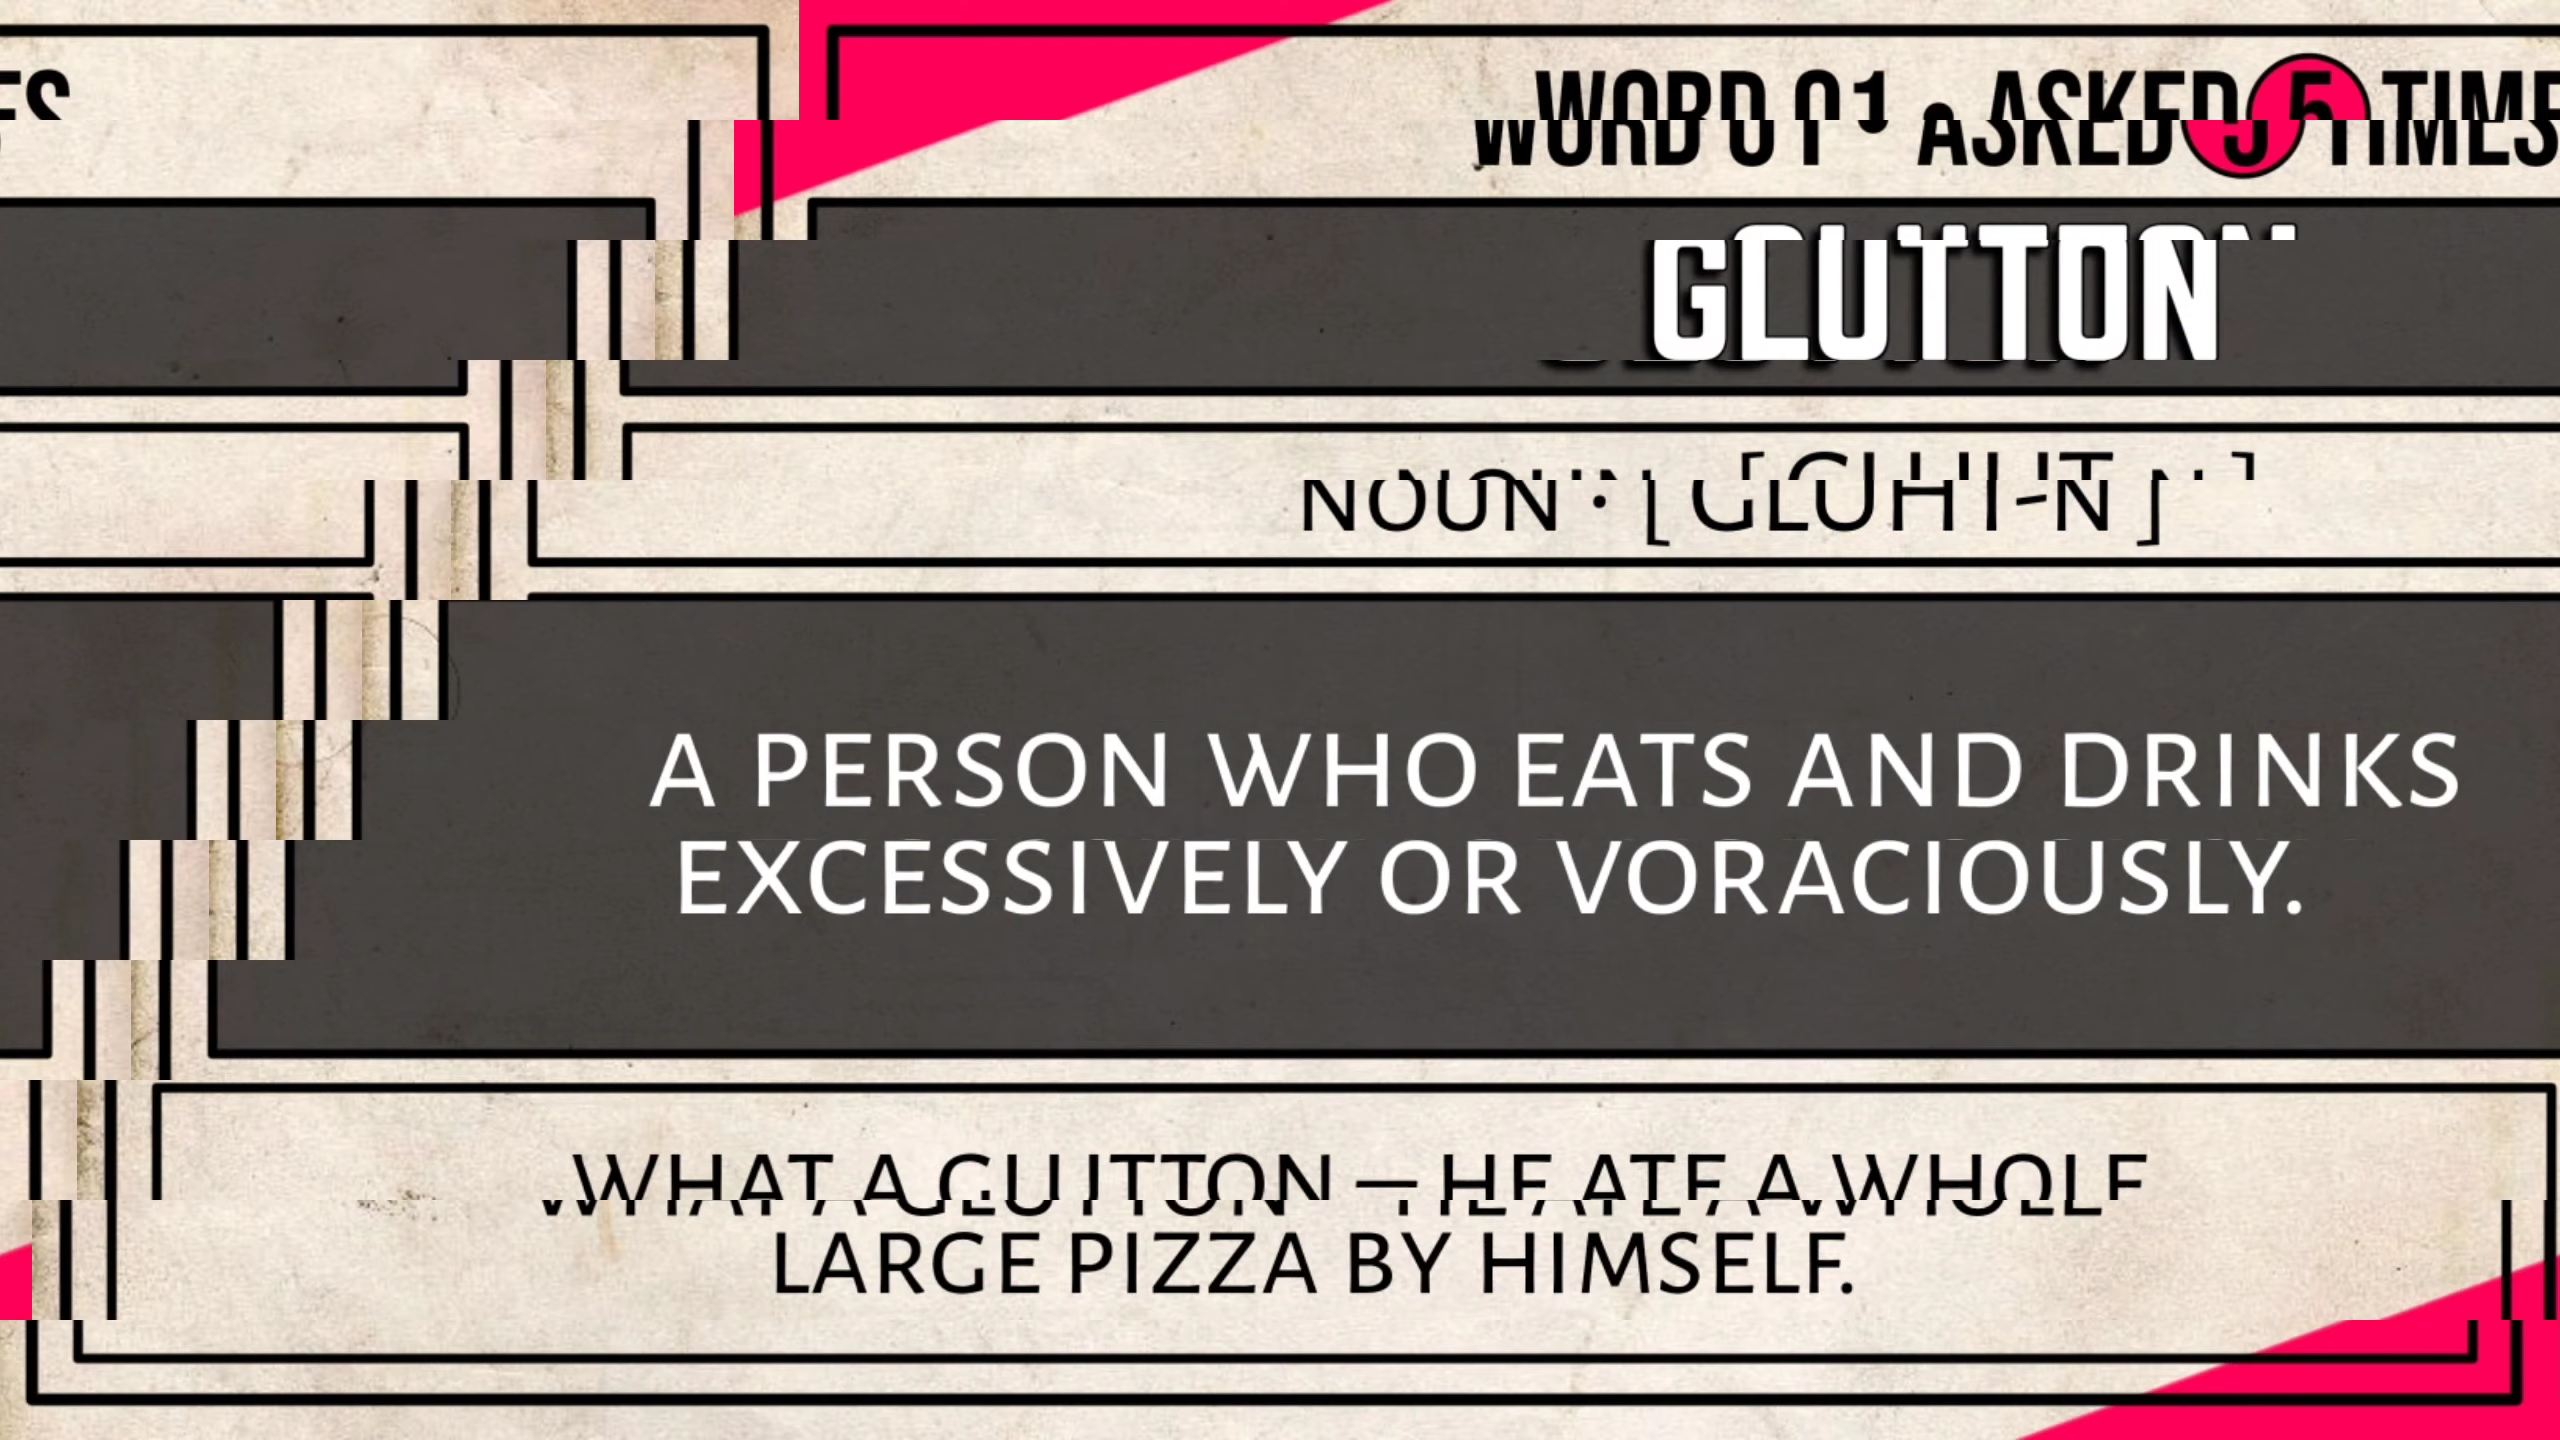 WORD 01 • ASKED 5 TIMES
GLUTTON
NOUN • [ GLUHT-N ]
A PERSON WHO EATS AND DRINKS
EXCESSIVELY OR VORACIOUSLY.
WHAT A GLUTTON – HE ATE A WHOLE
LARGE PIZZA BY HIMSELF.